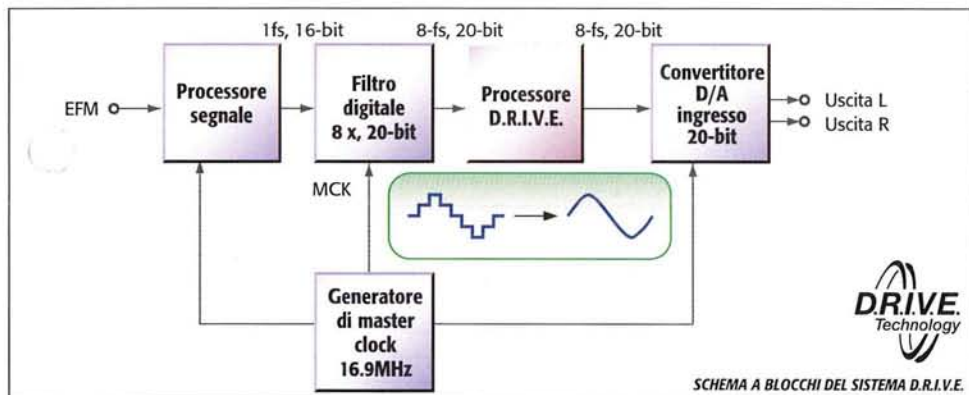 1fs, 16-bit
8-fs, 20-bit
8-fs, 20-bit
EFM
Processore
segnale
Filtro
digitale
8 x, 20-bit
Processore
D.R.I.V.E.
Convertitore
D/A
ingresso
20-bit
Uscita L
Uscita R
MCK
Generatore
di master
clock
16.9MHz
D.R.I.V.E.
Technology
SCHEMA A BLOCCHI DEL SISTEMA D.R.I.V.E.